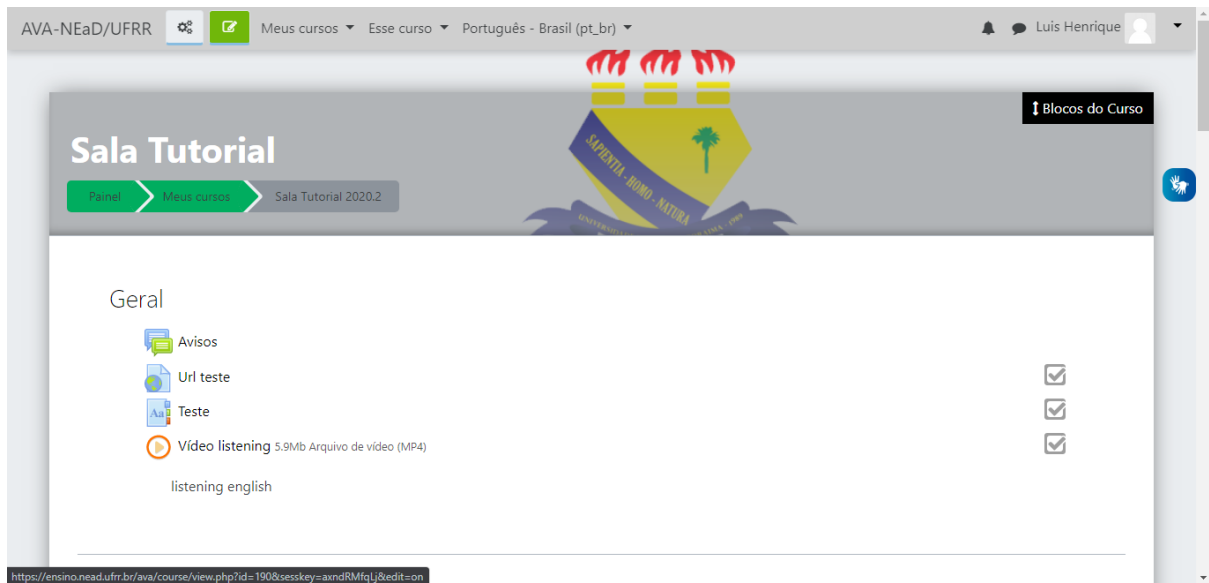 AVA-NEaD/UFRR Meus cursos Esse curso Português - Brasil (pt_br) Luis Henrique
Blocos do Curso
SAPIENTIA - HOMO - NATURA
Sala Tutorial
Painel Meus cursos Sala Tutorial 2020.2
Geral
Avisos
Url teste
Aa Teste
Vídeo listening 5.9Mb Arquivo de vídeo (MP4)
listening english
https://ensino.nead.ufrr.br/ava/course/view.php?id=190&sesskey=axndRMfqLj&edit=on